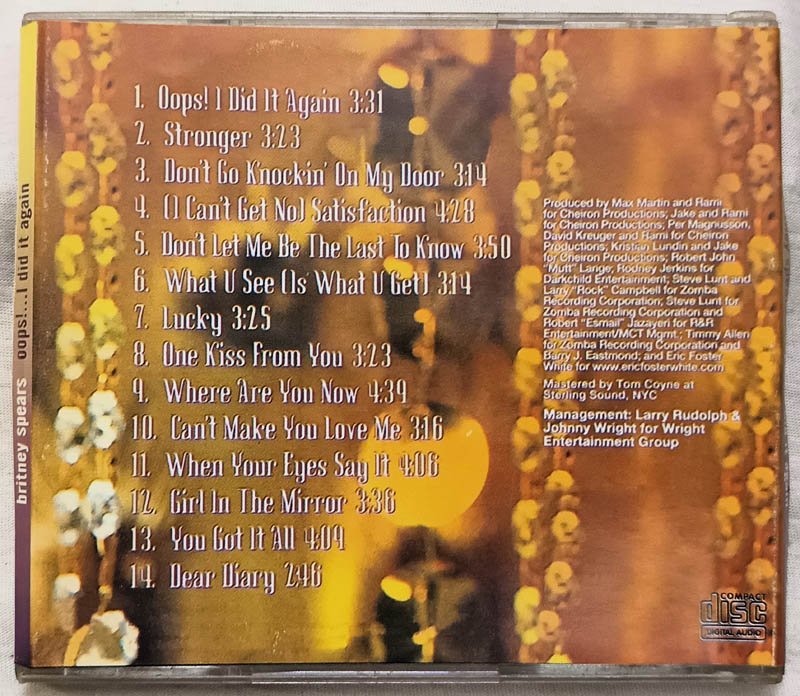 britney spears oops!...I did it again
1. Oops! I Did It Again 3:31
2. Stronger 3:23
3. Don't Go Knockin' On My Door 3:14
4. (I Can't Get No) Satisfaction 4:28
5. Don't Let Me Be The Last To Know 3:50
6. What U See (Is What U Get) 3:14
7. Lucky 3:25
8. One Kiss From You 3:23
9. Where Are You Now 4:39
10. Can't Make You Love Me 3:16
11. When Your Eyes Say It 4:06
12. Girl In The Mirror 3:36
13. You Got It All 4:09
14. Dear Diary 2:46
Produced by Max Martin and Rami
for Cheiron Productions; Jake and Rami
for Cheiron Productions; Per Magnusson,
David Kreuger and Rami for Cheiron
Productions; Kristian Lundin and Jake
for Cheiron Productions; Robert John
"Mutt" Lange; Rodney Jerkins for
Darkchild Entertainment; Steve Lunt and
Larry "Rock" Campbell for Zomba
Recording Corporation; Steve Lunt for
Zomba Recording Corporation and
Robert "Esmail" Jazayeri for R&R
Entertainment/MCT Mgmt.; Timmy Allen
for Zomba Recording Corporation and
Barry J. Eastmond; and Eric Foster
White for www.ericfosterwhite.com
Mastered by Tom Coyne at
Sterling Sound, NYC
Management: Larry Rudolph &
Johnny Wright for Wright
Entertainment Group
COMPACT
disc
DIGITAL AUDIO